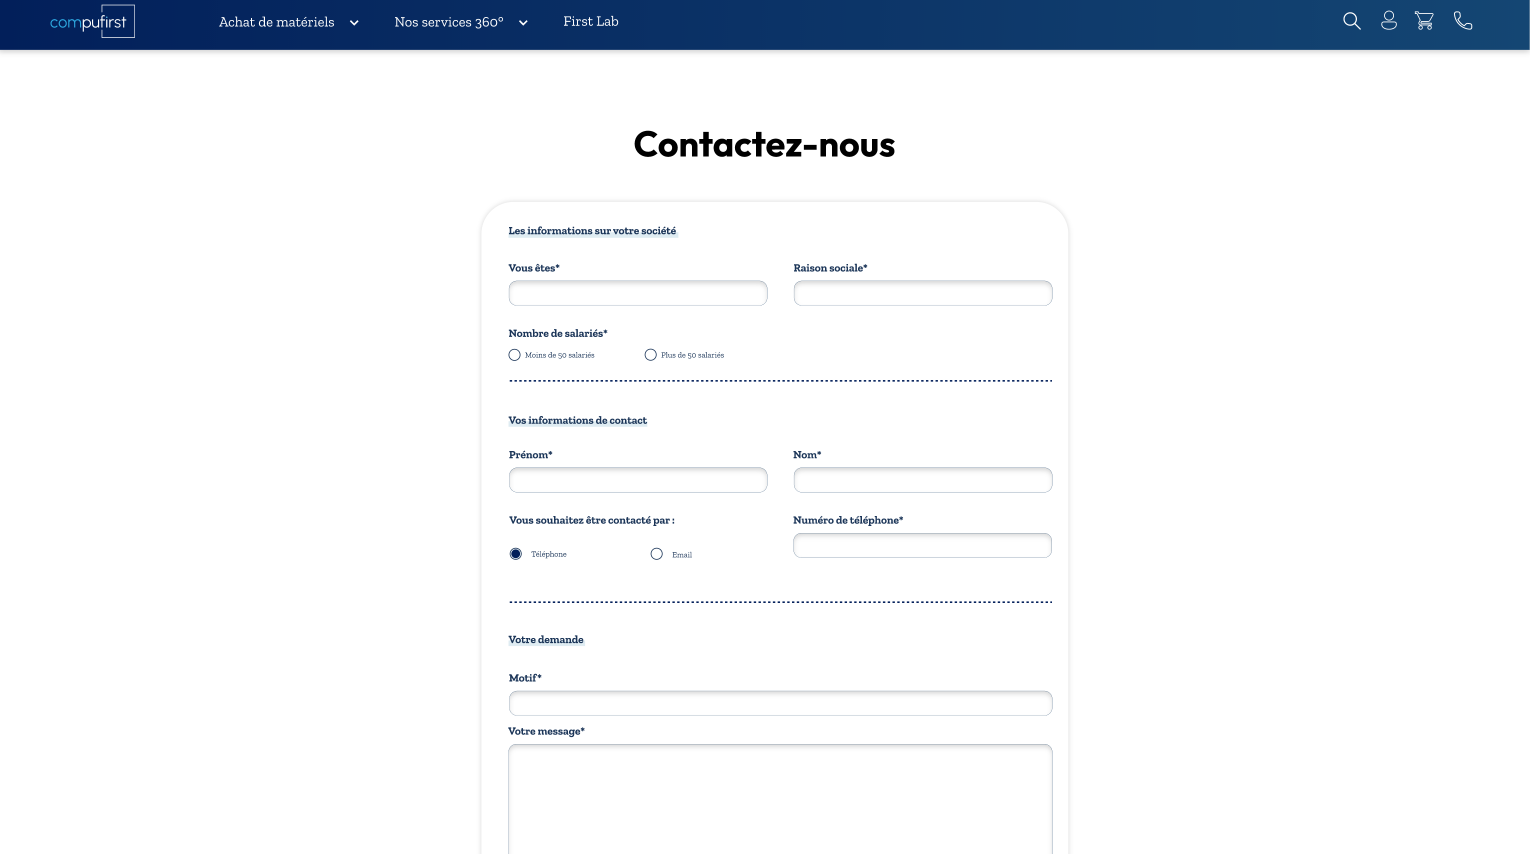 compufirst
Achat de matériels
Nos services 360°
First Lab
Contactez-nous
Les informations sur votre société
Vous êtes*
Raison sociale*
Nombre de salariés*
Moins de 50 salariés
Plus de 50 salariés
Vos informations de contact
Prénom*
Nom*
Vous souhaitez être contacté par :
Numéro de téléphone*
Téléphone
Email
Votre demande
Motif*
Votre message*